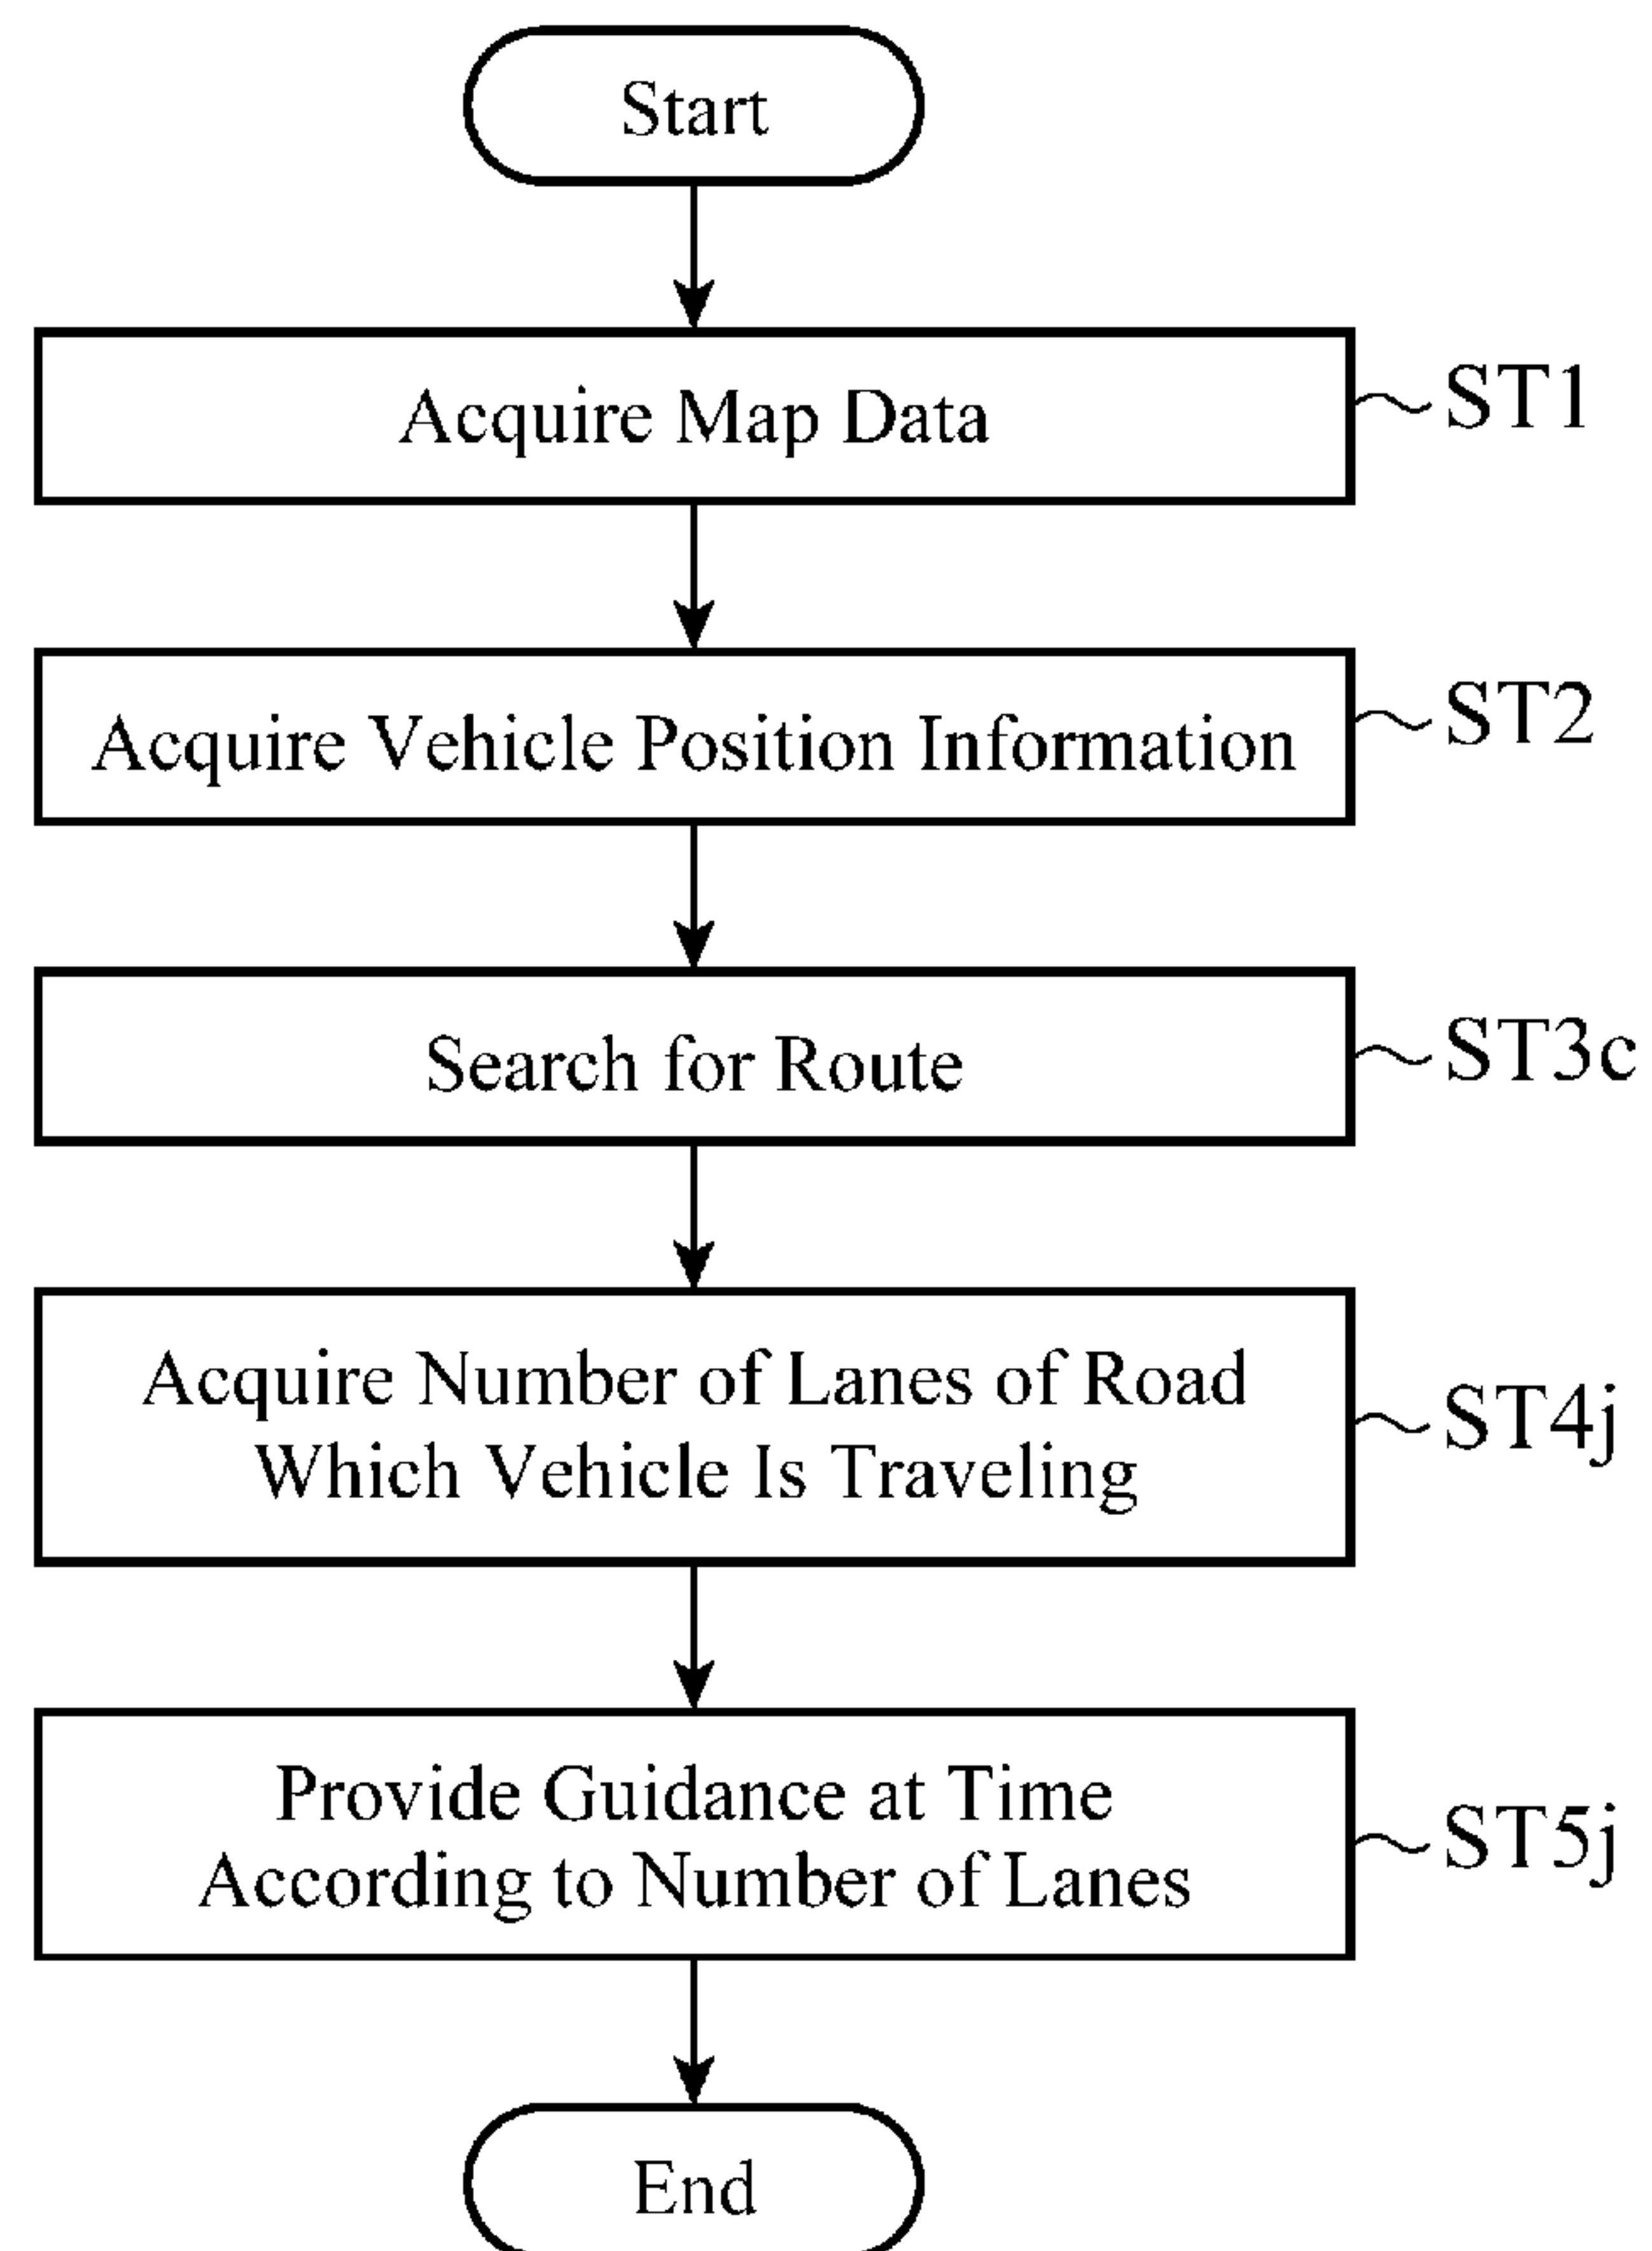 Start
Acquire Map Data
ST1
Acquire Vehicle Position Information
ST2
Search for Route
ST3c
Acquire Number of Lanes of Road
Which Vehicle Is Traveling
ST4j
Provide Guidance at Time
According to Number of Lanes
ST5j
End